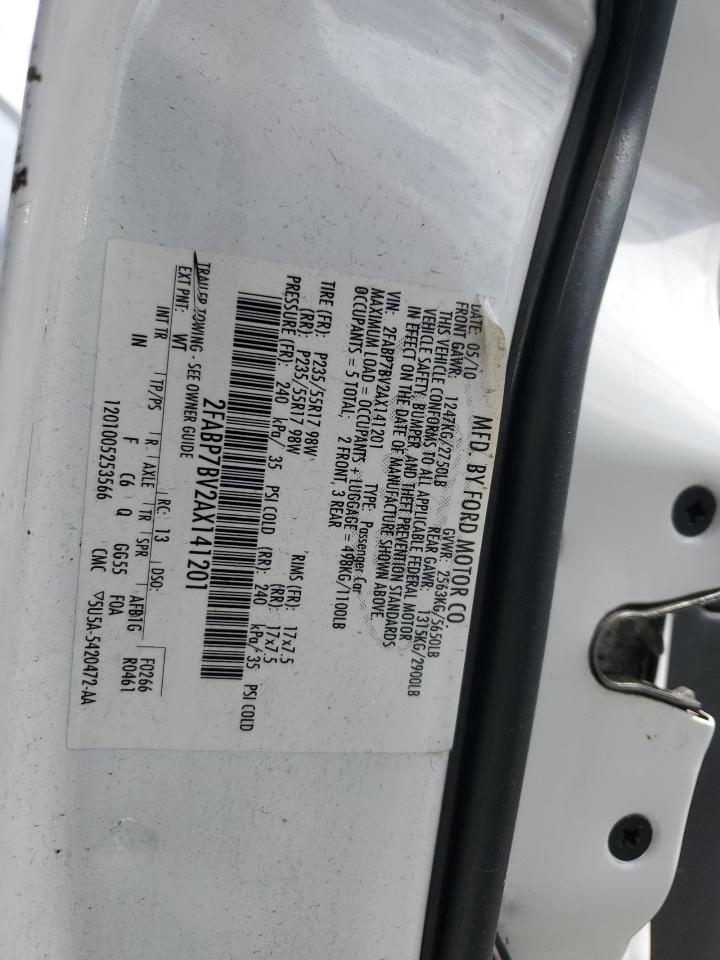 MFD. BY FORD MOTOR CO
DATE: 05/10 GVWR: 2563KG/5650LB
FRONT GAWR: 1247KG/2750LB REAR GAWR: 1315KG/2900LB
THIS VEHICLE CONFORMS TO ALL APPLICABLE FEDERAL MOTOR
VEHICLE SAFETY, BUMPER, AND THEFT PREVENTION STANDARDS
IN EFFECT ON THE DATE OF MANUFACTURE SHOWN ABOVE.
VIN: 2FABP7BV2AX141201 TYPE: Passenger Car
MAXIMUM LOAD = OCCUPANTS + LUGGAGE = 498KG/1100LB
OCCUPANTS = 5 TOTAL, 2 FRONT, 3 REAR
TIRE (FR): P235/55R17 98W RIMS (FR): 17x7.5
(RR): P235/55R17 98W (RR): 17x7.5
PRESSURE (FR): 240 kPa/ 35 PSI COLD (RR): 240 kPa/ 35 PSI COLD
2FABP7BV2AX141201
TRAILER TOWING - SEE OWNER GUIDE
EXT PNT: WT RC: 13 DSO: F0266
INT TR TP/PS R AXLE TR SPR AFB1G R0461
IN F C6 Q GG55 FOA
1201005253566 CMC ▽5U5A-5420472-AA